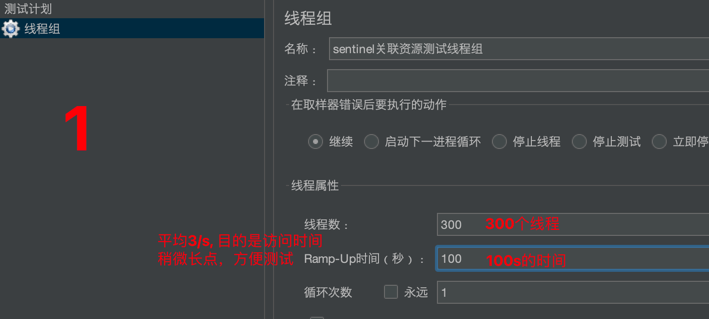 测试计划
线程组
1
线程组
名称： sentinel关联资源测试线程组
注释：
在取样器错误后要执行的动作
继续 启动下一进程循环 停止线程 停止测试 立即停
线程属性
线程数： 300 300个线程
平均3/s, 目的是访问时间
稍微长点，方便测试
Ramp-Up时间（秒）： 100 100s的时间
循环次数 永远 1